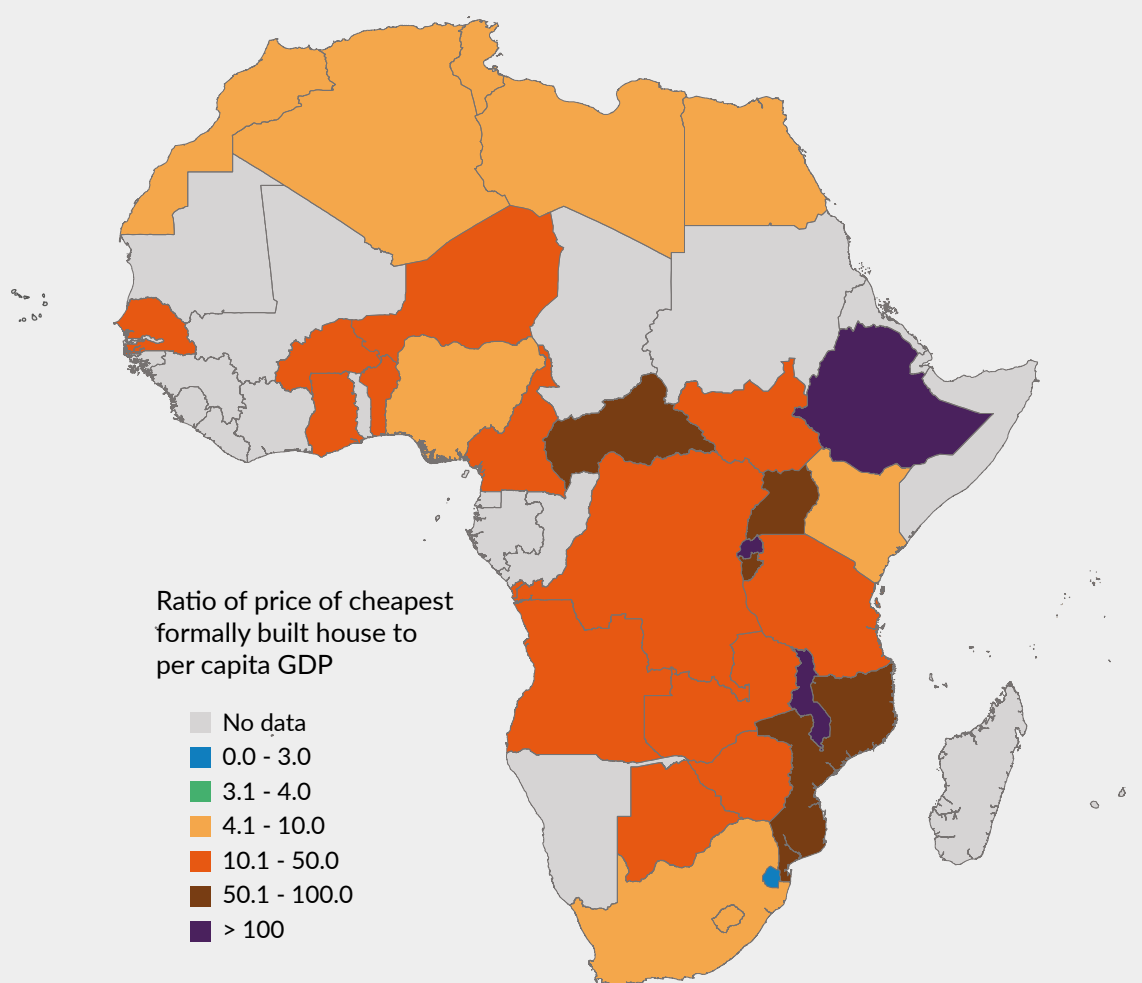 Ratio of price of cheapest
formally built house to
per capita GDP
No data
0.0 - 3.0
3.1 - 4.0
4.1 - 10.0
10.1 - 50.0
50.1 - 100.0
> 100